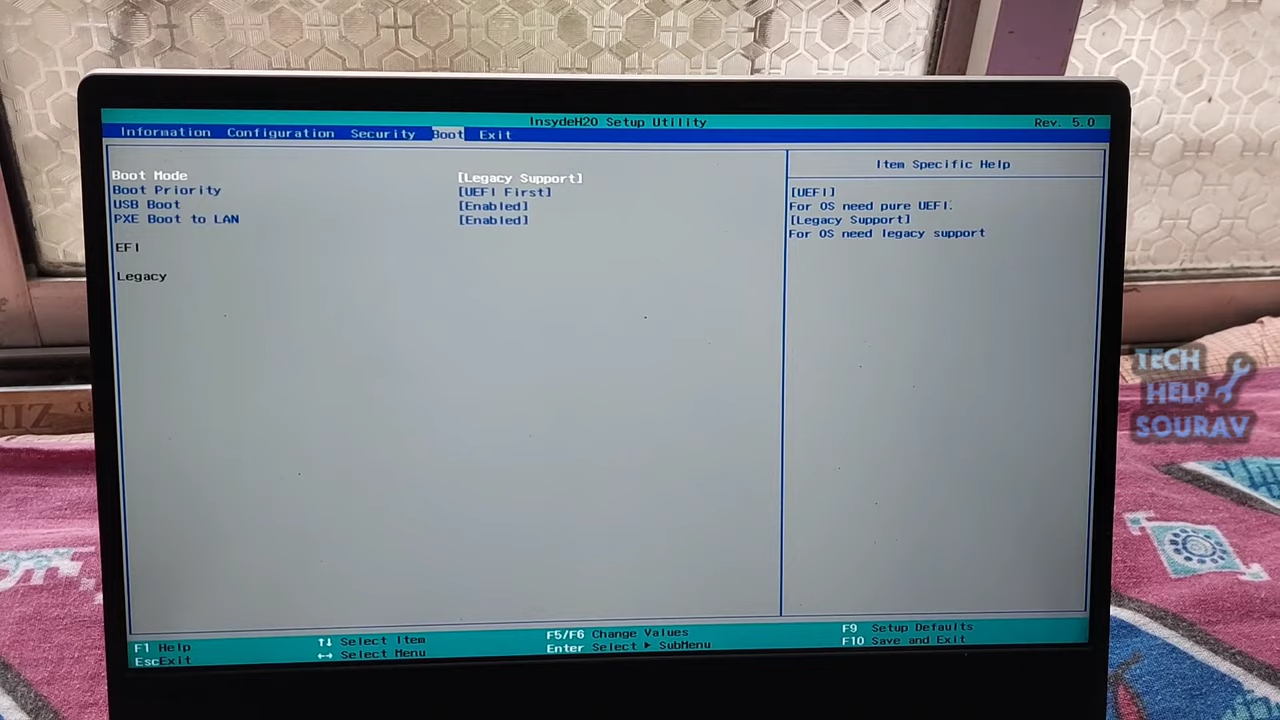 InsydeH20 Setup Utility
Rev. 5.0
Information Configuration Security Boot Exit
Boot Mode [Legacy Support]
Boot Priority [UEFI First]
USB Boot [Enabled]
PXE Boot to LAN [Enabled]
EFI
Legacy
Item Specific Help
[UEFI]
For OS need pure UEFI.
[Legacy Support]
For OS need legacy support
F1 Help
↑↓ Select Item
F5/F6 Change Values
F9 Setup Defaults
EscExit
←→ Select Menu
Enter Select ▶ SubMenu
F10 Save and Exit
TECH
HELP
SOURAV